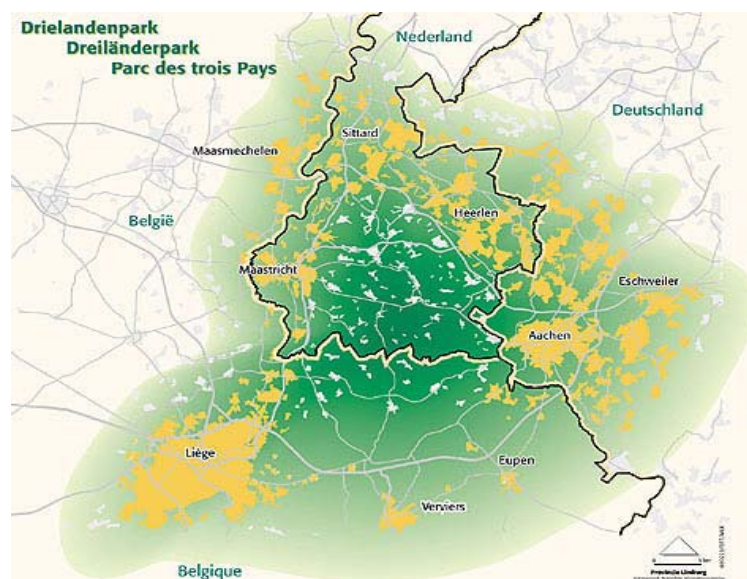 Drielandenpark
Dreiländerpark
Parc des trois Pays
Nederland
Deutschland
Sittard
Maasmechelen
België
Heerlen
Maastricht
Eschweiler
Aachen
Liège
Eupen
Verviers
Belgique
Provincie Limburg